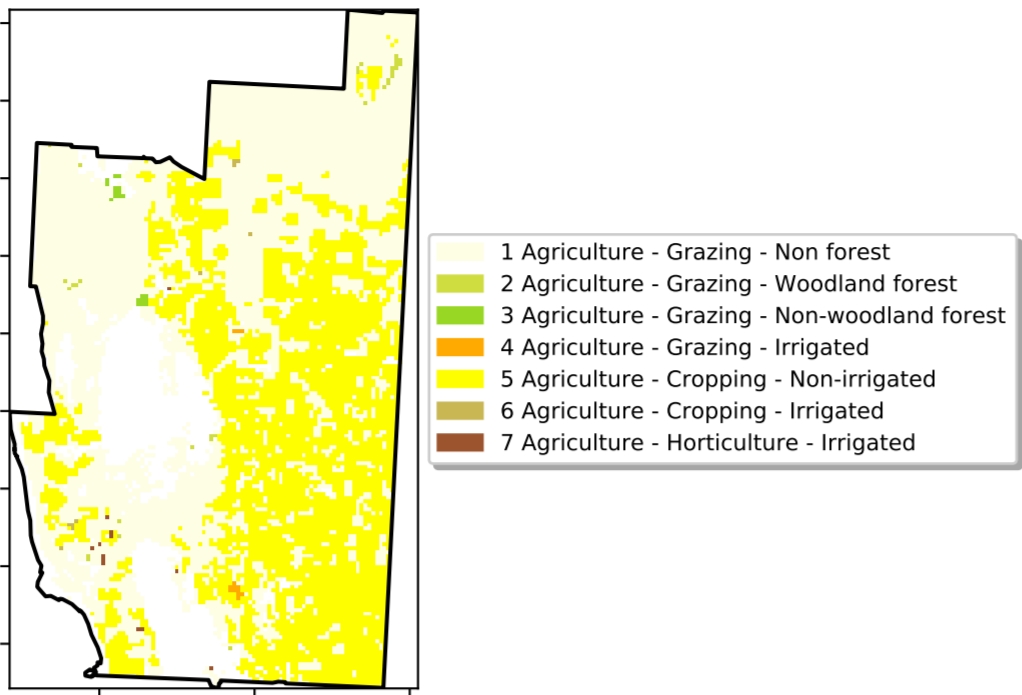 1 Agriculture - Grazing - Non forest
2 Agriculture - Grazing - Woodland forest
3 Agriculture - Grazing - Non-woodland forest
4 Agriculture - Grazing - Irrigated
5 Agriculture - Cropping - Non-irrigated
6 Agriculture - Cropping - Irrigated
7 Agriculture - Horticulture - Irrigated